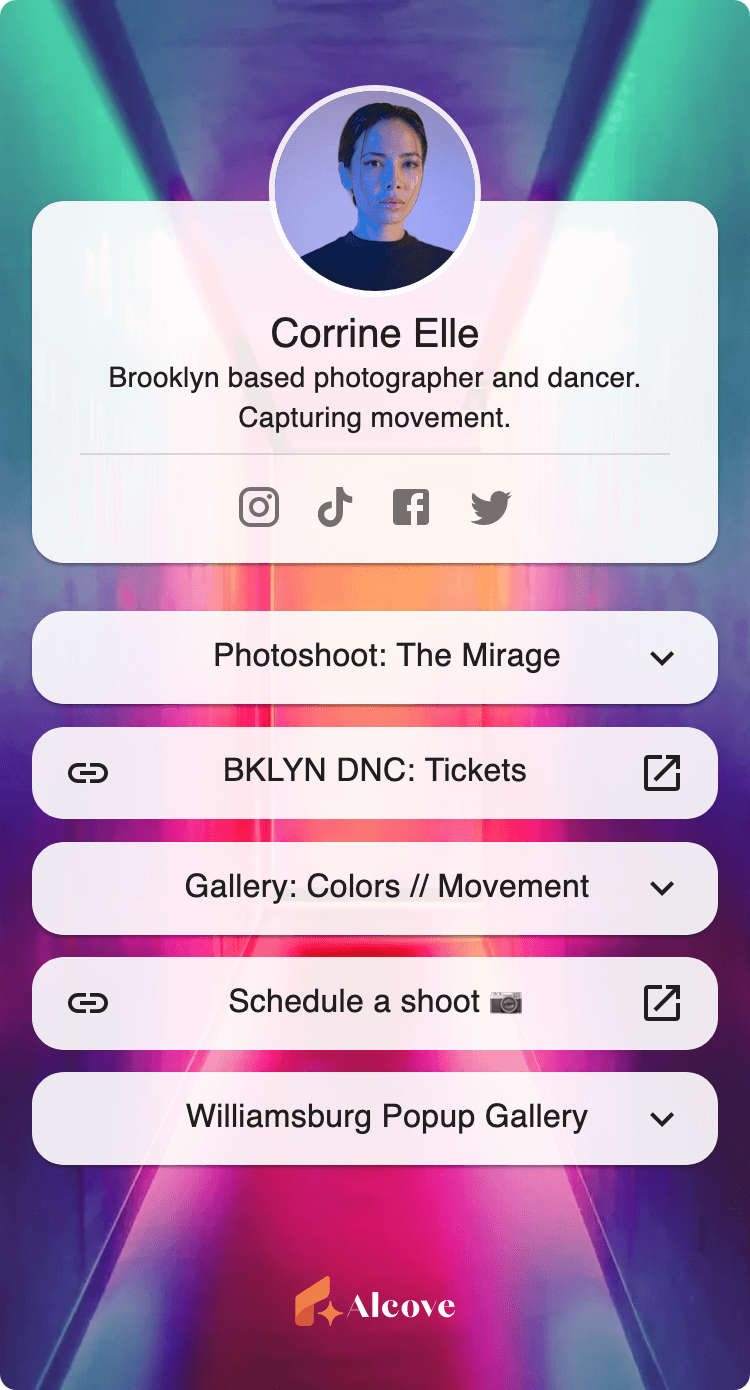 Corrine Elle
Brooklyn based photographer and dancer.
Capturing movement.
Photoshoot: The Mirage
BKLYN DNC: Tickets
Gallery: Colors // Movement
Schedule a shoot 📷
Williamsburg Popup Gallery
Alcove